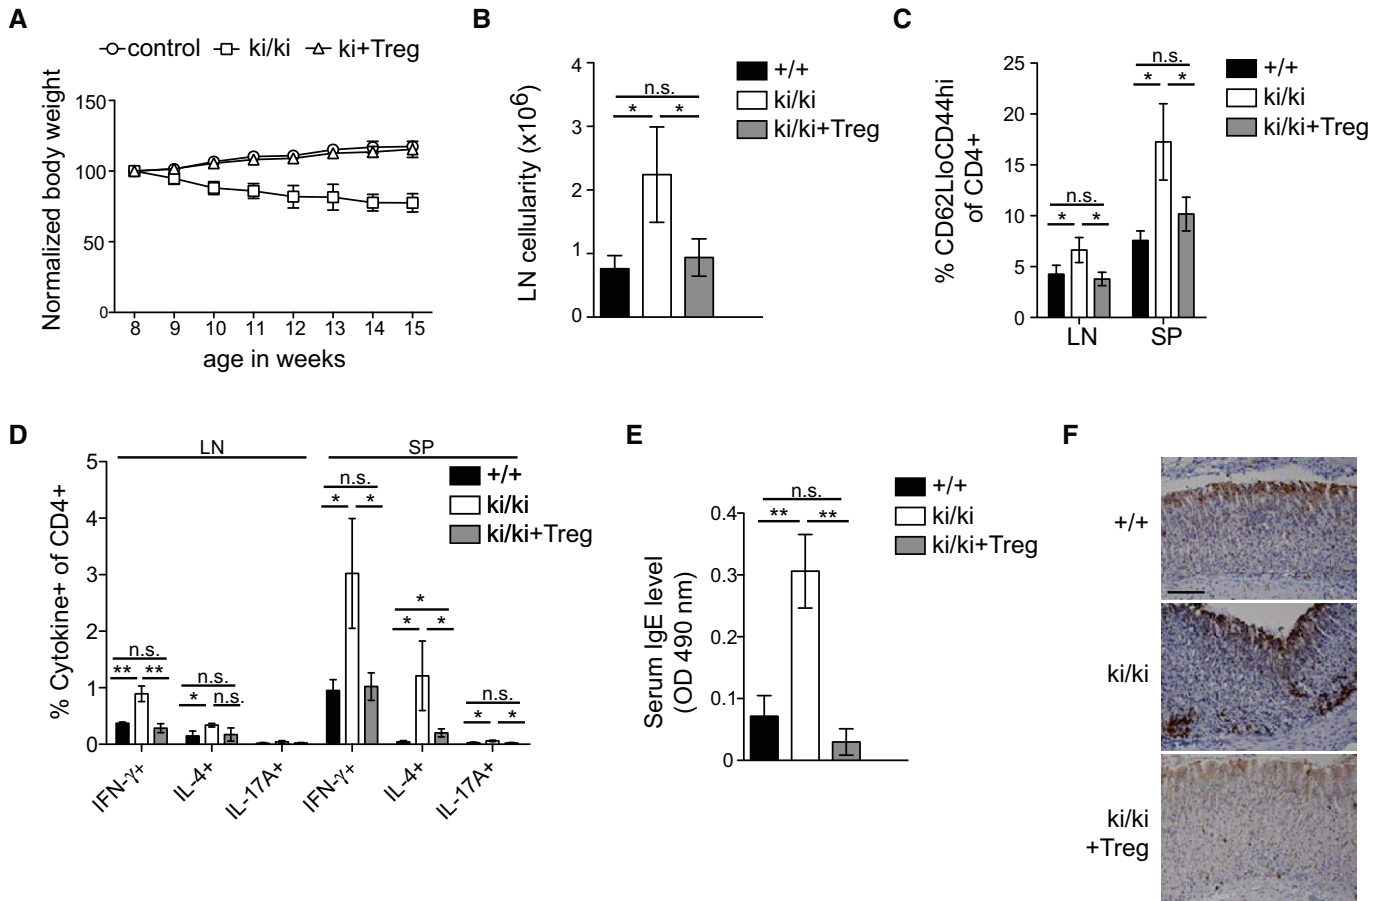 A
control ki/ki ki+Treg
Normalized body weight
150
100
50
0
8 9 10 11 12 13 14 15
age in weeks
B
+/+
ki/ki
ki/ki+Treg
LN cellularity (x10⁶)
4
3
2
1
0
n.s.
* *
C
+/+
ki/ki
ki/ki+Treg
% CD62LloCD44hi
of CD4+
25
20
15
10
5
0
n.s.
* *
n.s.
* *
LN SP
D
LN SP
+/+
ki/ki
ki/ki+Treg
% Cytokine+ of CD4+
5
4
3
2
1
0
n.s.
** **
n.s.
* n.s.
n.s.
* *
*
* *
n.s.
* *
IFN-γ+ IL-4+ IL-17A+ IFN-γ+ IL-4+ IL-17A+
E
+/+
ki/ki
ki/ki+Treg
Serum IgE level
(OD 490 nm)
0.4
0.3
0.2
0.1
0
n.s.
** **
F
+/+
ki/ki
ki/ki
+Treg